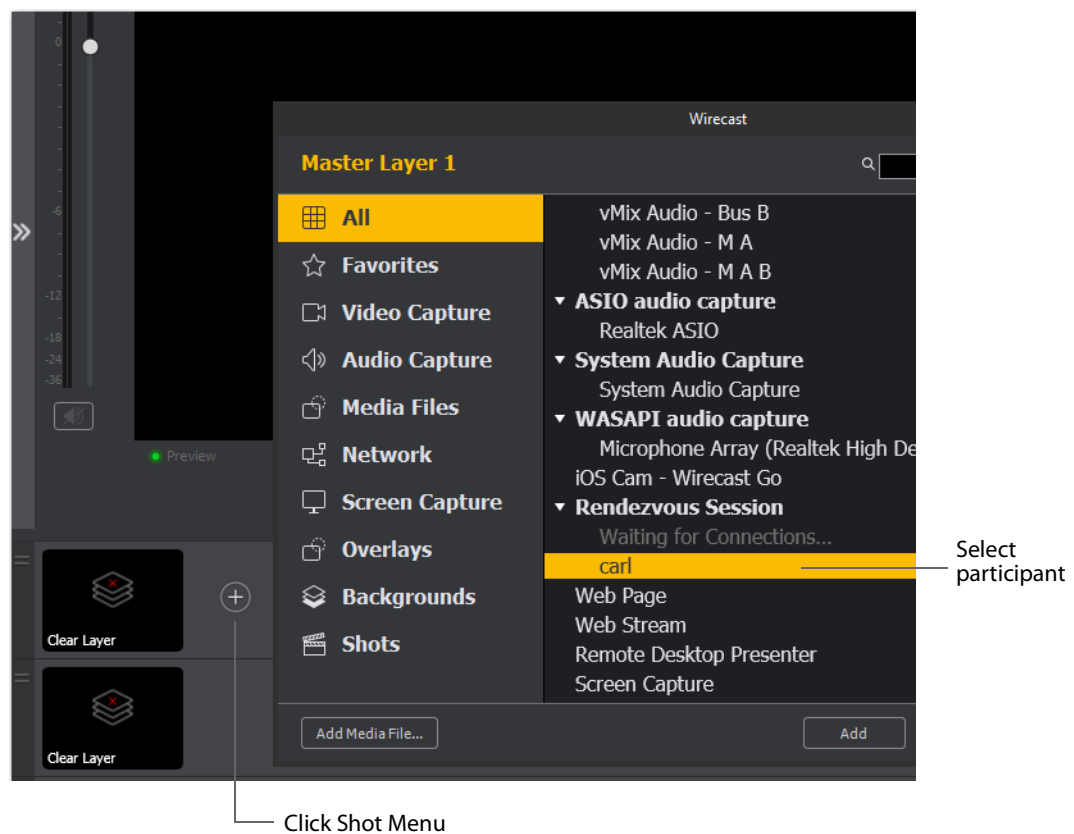 0
-6
-12
-18
-24
-36
Preview
Wirecast
Master Layer 1
All
Favorites
Video Capture
Audio Capture
Media Files
Network
Screen Capture
Overlays
Backgrounds
Shots
vMix Audio - Bus B
vMix Audio - M A
vMix Audio - M A B
ASIO audio capture
Realtek ASIO
System Audio Capture
System Audio Capture
WASAPI audio capture
Microphone Array (Realtek High De
iOS Cam - Wirecast Go
Rendezvous Session
Waiting for Connections...
carl
Web Page
Web Stream
Remote Desktop Presenter
Screen Capture
Add Media File...
Add
Clear Layer
Clear Layer
Select
participant
Click Shot Menu